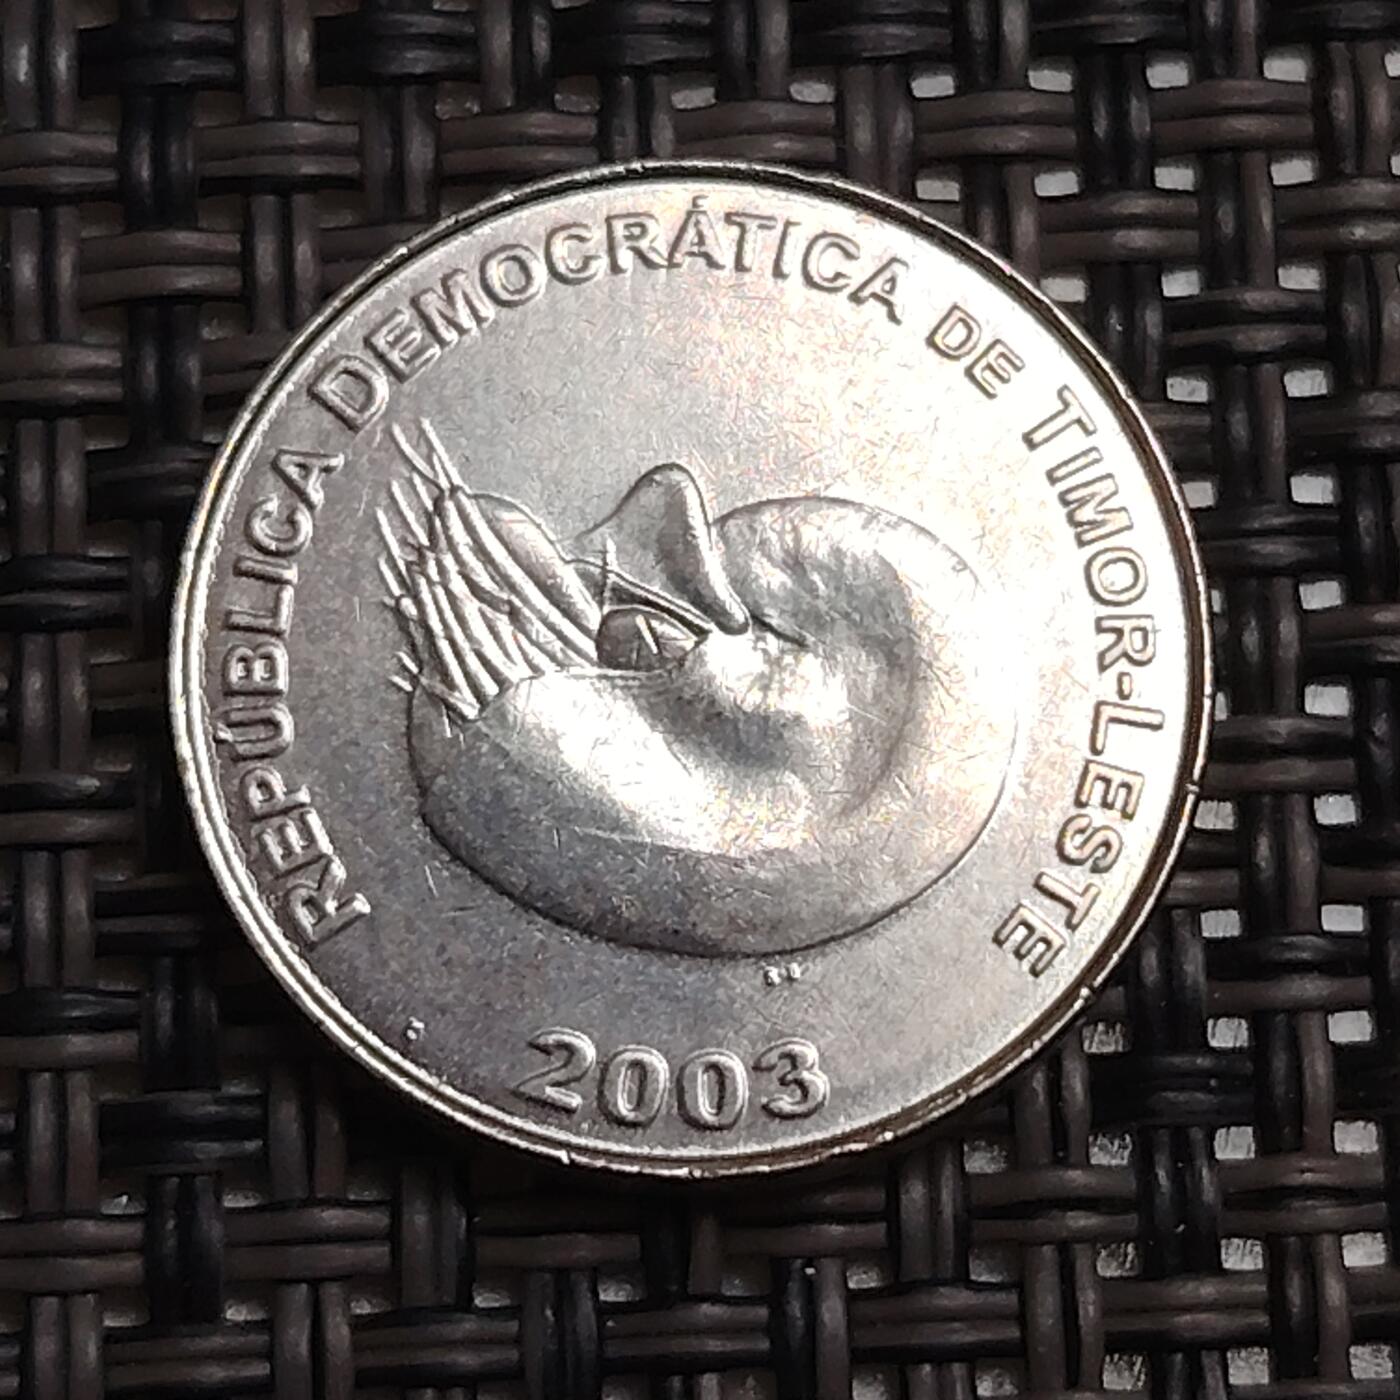 REPÚBLICA DEMOCRÁTICA DE TIMOR-LESTE
2003